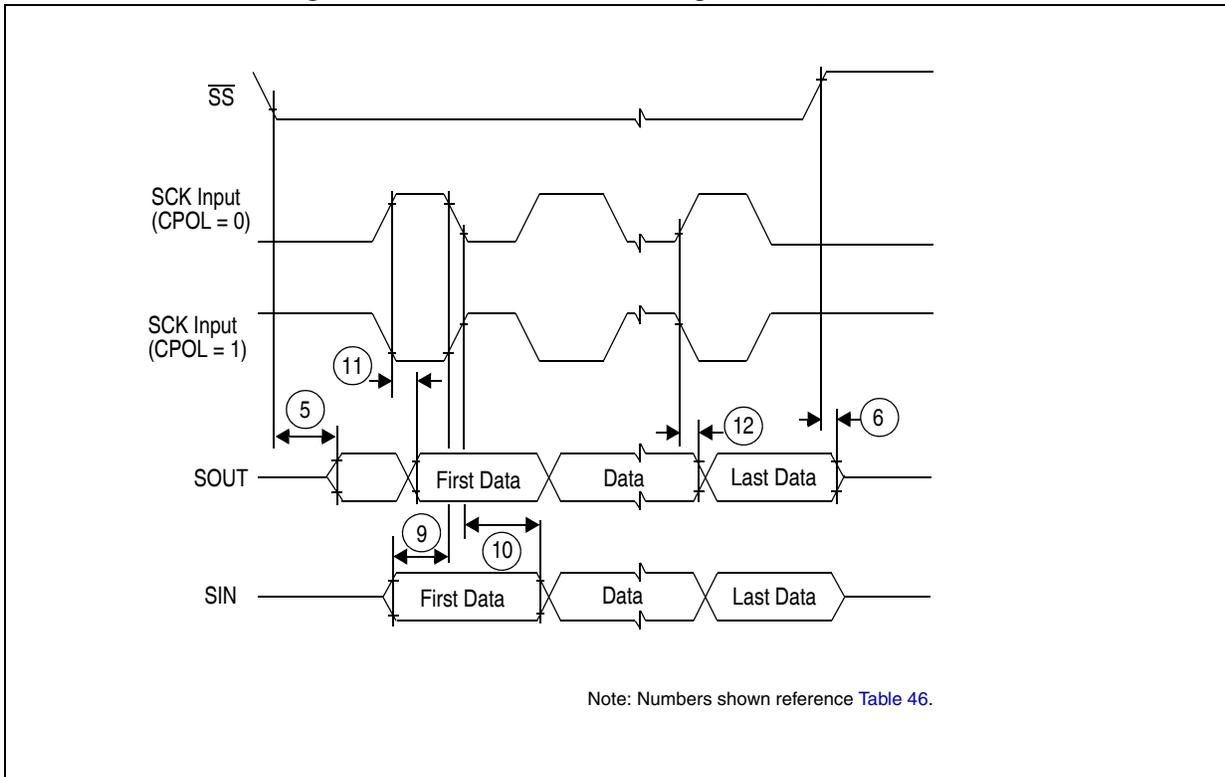 SS
SCK Input
(CPOL = 0)
SCK Input
(CPOL = 1)
11
5
12
6
SOUT
First Data
Data
Last Data
9
10
SIN
First Data
Data
Last Data
Note: Numbers shown reference Table 46.